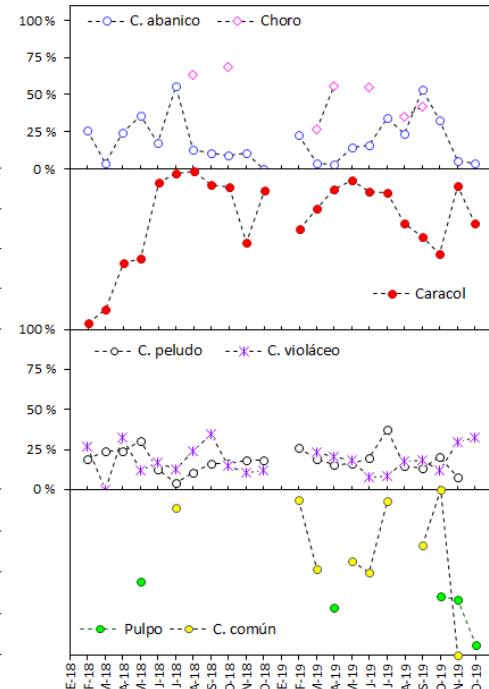 100 %
C. abanico
Choro
75 %
50 %
25 %
0 %
Caracol
100 %
C. peludo
C. violáceo
75 %
50 %
25 %
0 %
Pulpo
C. común
E-18
F-18
M-18
A-18
M-18
J-18
J-18
A-18
S-18
O-18
N-18
D-18
E-19
F-19
M-19
A-19
M-19
J-19
J-19
A-19
S-19
O-19
N-19
D-19